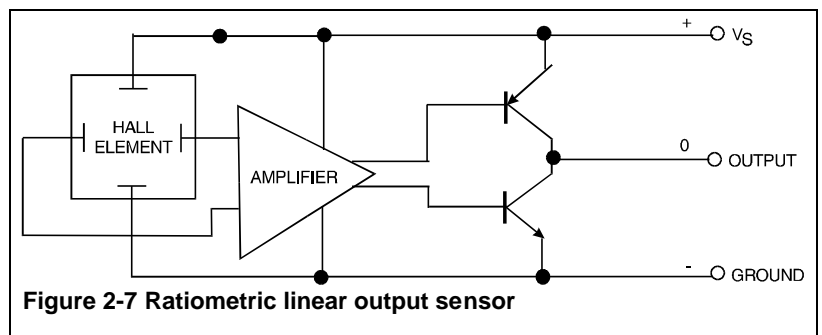 + VS
HALL
ELEMENT
0 OUTPUT
AMPLIFIER
- GROUND
Figure 2-7 Ratiometric linear output sensor